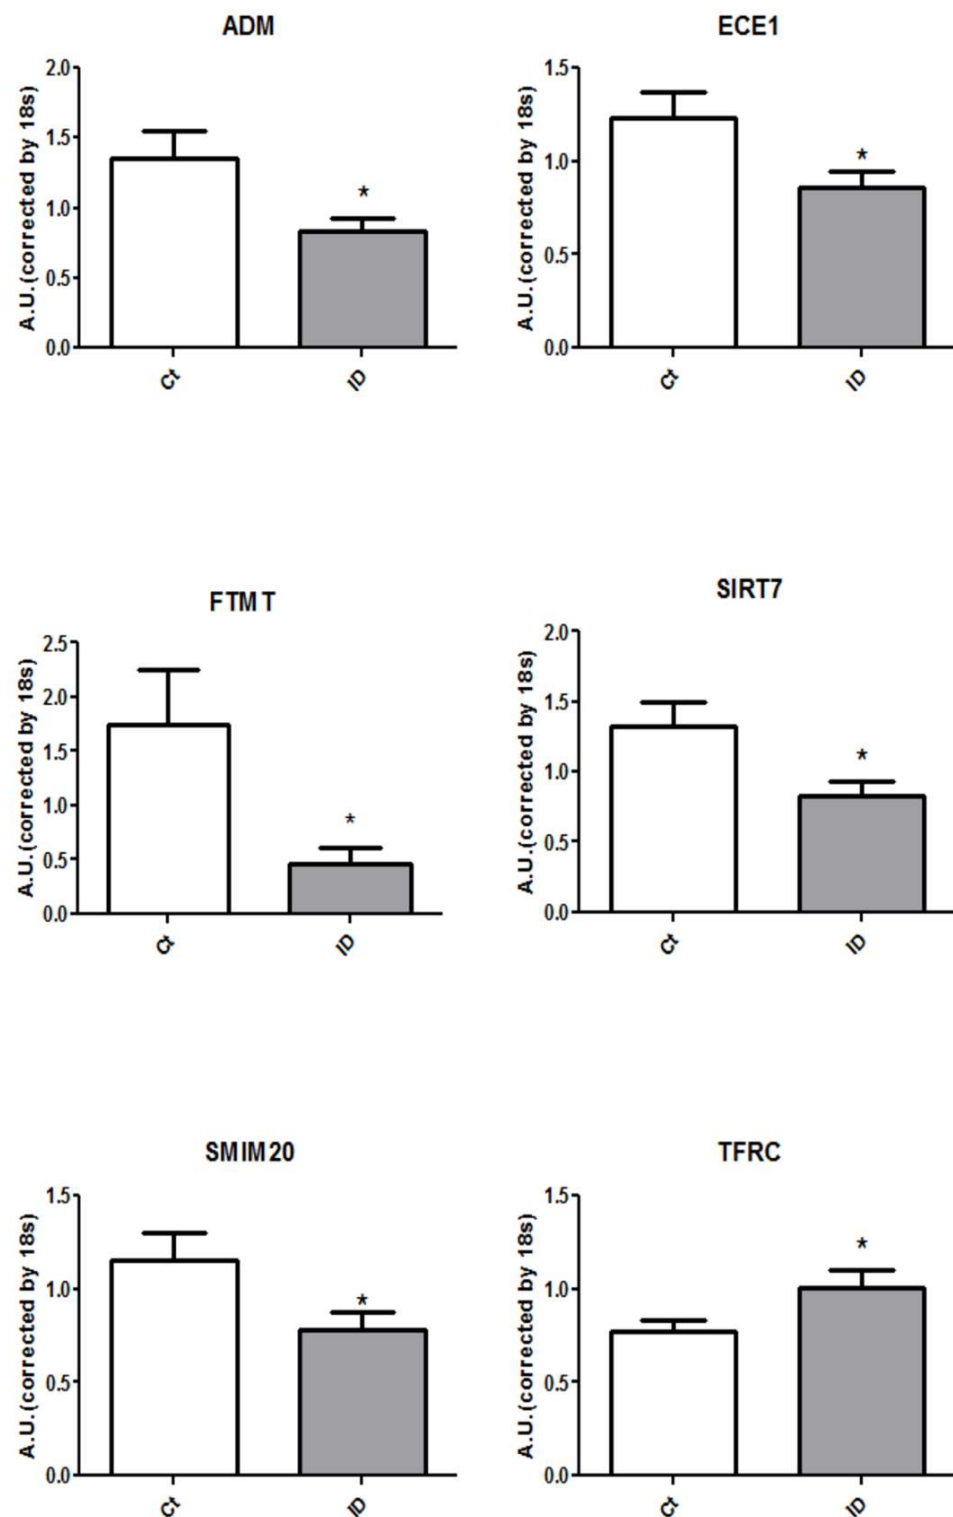 ADM
A.U.(corrected by 18s)
2.0
1.5
1.0
0.5
0.0
*
Ct
ID
ECE1
A.U.(corrected by 18s)
1.5
1.0
0.5
0.0
*
Ct
ID
FTMT
A.U.(corrected by 18s)
2.5
2.0
1.5
1.0
0.5
0.0
*
Ct
ID
SIRT7
A.U.(corrected by 18s)
2.0
1.5
1.0
0.5
0.0
*
Ct
ID
SMIM20
A.U.(corrected by 18s)
1.5
1.0
0.5
0.0
*
Ct
ID
TFRC
A.U.(corrected by 18s)
1.5
1.0
0.5
0.0
*
Ct
ID